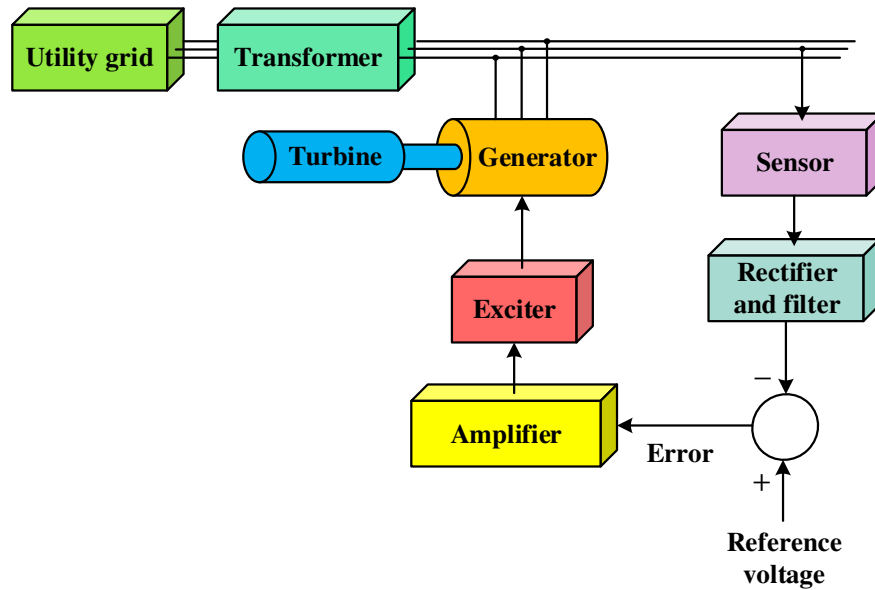 Utility grid
Transformer
Turbine
Generator
Sensor
Rectifier
and filter
Exciter
−
Amplifier
Error
+
Reference
voltage